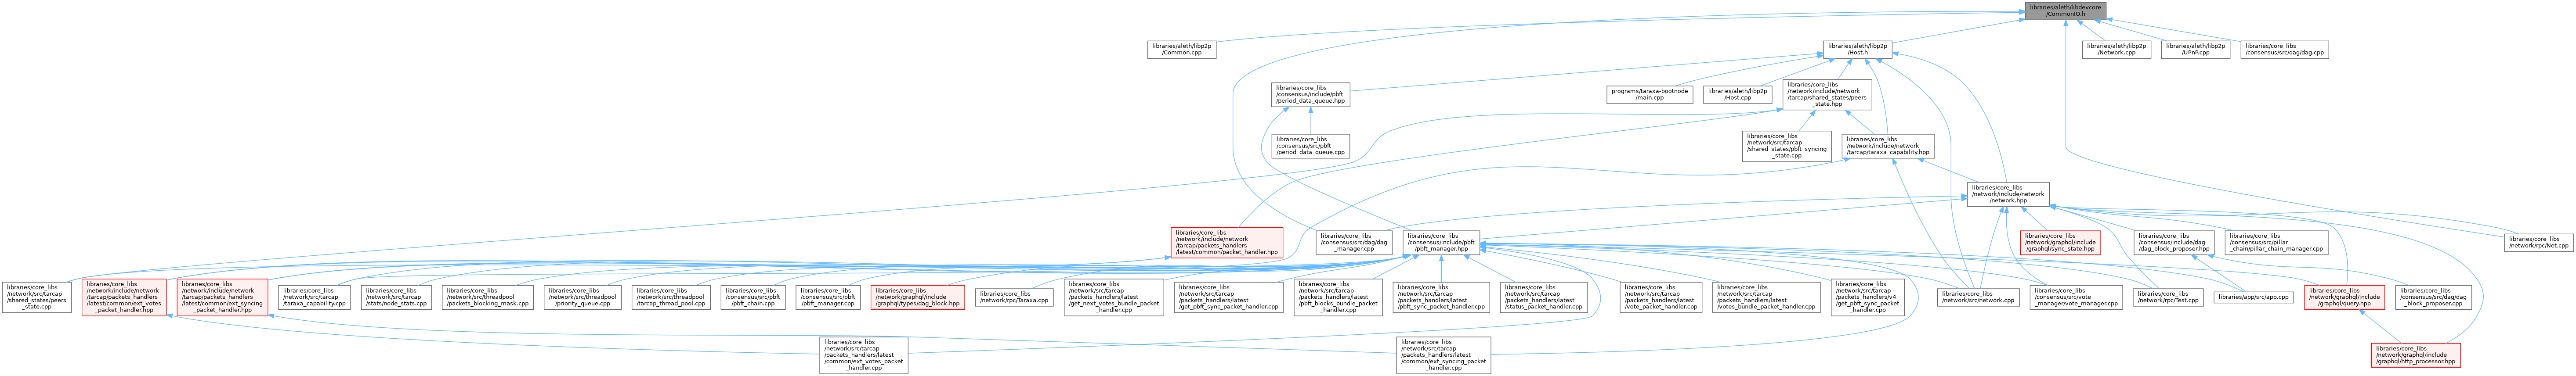 libraries/aleth/libdevcore
/CommonIO.h
libraries/aleth/libp2p
/Common.cpp
libraries/aleth/libp2p
/Host.h
libraries/aleth/libp2p
/Network.cpp
libraries/aleth/libp2p
/UPnP.cpp
libraries/core_libs
/consensus/src/dag/dag.cpp
libraries/core_libs
/consensus/include/pbft
/period_data_queue.hpp
programs/taraxa-bootnode
/main.cpp
libraries/aleth/libp2p
/Host.cpp
libraries/core_libs
/network/include/network
/tarcap/shared_states/peers
_state.hpp
libraries/core_libs
/consensus/src/pbft
/period_data_queue.cpp
libraries/core_libs
/network/src/tarcap
/shared_states/pbft_syncing
_state.cpp
libraries/core_libs
/network/include/network
/tarcap/taraxa_capability.hpp
libraries/core_libs
/network/include/network
/network.hpp
libraries/core_libs
/network/include/network
/tarcap/packets_handlers
/latest/common/packet_handler.hpp
libraries/core_libs
/consensus/src/dag/dag
_manager.cpp
libraries/core_libs
/consensus/include/pbft
/pbft_manager.hpp
libraries/core_libs
/network/graphql/include
/graphql/sync_state.hpp
libraries/core_libs
/consensus/include/dag
/dag_block_proposer.hpp
libraries/core_libs
/consensus/src/pillar
_chain/pillar_chain_manager.cpp
libraries/core_libs
/network/rpc/Net.cpp
libraries/core_libs
/network/src/tarcap
/shared_states/peers
_state.cpp
libraries/core_libs
/network/include/network
/tarcap/packets_handlers
/latest/common/ext_votes
_packet_handler.hpp
libraries/core_libs
/network/include/network
/tarcap/packets_handlers
/latest/common/ext_syncing
_packet_handler.hpp
libraries/core_libs
/network/src/tarcap
/taraxa_capability.cpp
libraries/core_libs
/network/src/tarcap
/stats/node_stats.cpp
libraries/core_libs
/network/src/threadpool
/packets_blocking_mask.cpp
libraries/core_libs
/network/src/threadpool
/priority_queue.cpp
libraries/core_libs
/network/src/threadpool
/tarcap_thread_pool.cpp
libraries/core_libs
/consensus/src/pbft
/pbft_chain.cpp
libraries/core_libs
/consensus/src/pbft
/pbft_manager.cpp
libraries/core_libs
/network/graphql/include
/graphql/types/dag_block.hpp
libraries/core_libs
/network/rpc/Taraxa.cpp
libraries/core_libs
/network/src/tarcap
/packets_handlers/latest
/get_next_votes_bundle_packet
_handler.cpp
libraries/core_libs
/network/src/tarcap
/packets_handlers/latest
/get_pbft_sync_packet_handler.cpp
libraries/core_libs
/network/src/tarcap
/packets_handlers/latest
/pbft_blocks_bundle_packet
_handler.cpp
libraries/core_libs
/network/src/tarcap
/packets_handlers/latest
/pbft_sync_packet_handler.cpp
libraries/core_libs
/network/src/tarcap
/packets_handlers/latest
/status_packet_handler.cpp
libraries/core_libs
/network/src/tarcap
/packets_handlers/latest
/vote_packet_handler.cpp
libraries/core_libs
/network/src/tarcap
/packets_handlers/latest
/votes_bundle_packet_handler.cpp
libraries/core_libs
/network/src/tarcap
/packets_handlers/v4
/get_pbft_sync_packet
_handler.cpp
libraries/core_libs
/network/src/network.cpp
libraries/core_libs
/consensus/src/vote
_manager/vote_manager.cpp
libraries/core_libs
/network/rpc/Test.cpp
libraries/app/src/app.cpp
libraries/core_libs
/network/graphql/include
/graphql/query.hpp
libraries/core_libs
/consensus/src/dag/dag
_block_proposer.cpp
libraries/core_libs
/network/src/tarcap
/packets_handlers/latest
/common/ext_votes_packet
_handler.cpp
libraries/core_libs
/network/src/tarcap
/packets_handlers/latest
/common/ext_syncing_packet
_handler.cpp
libraries/core_libs
/network/graphql/include
/graphql/http_processor.hpp